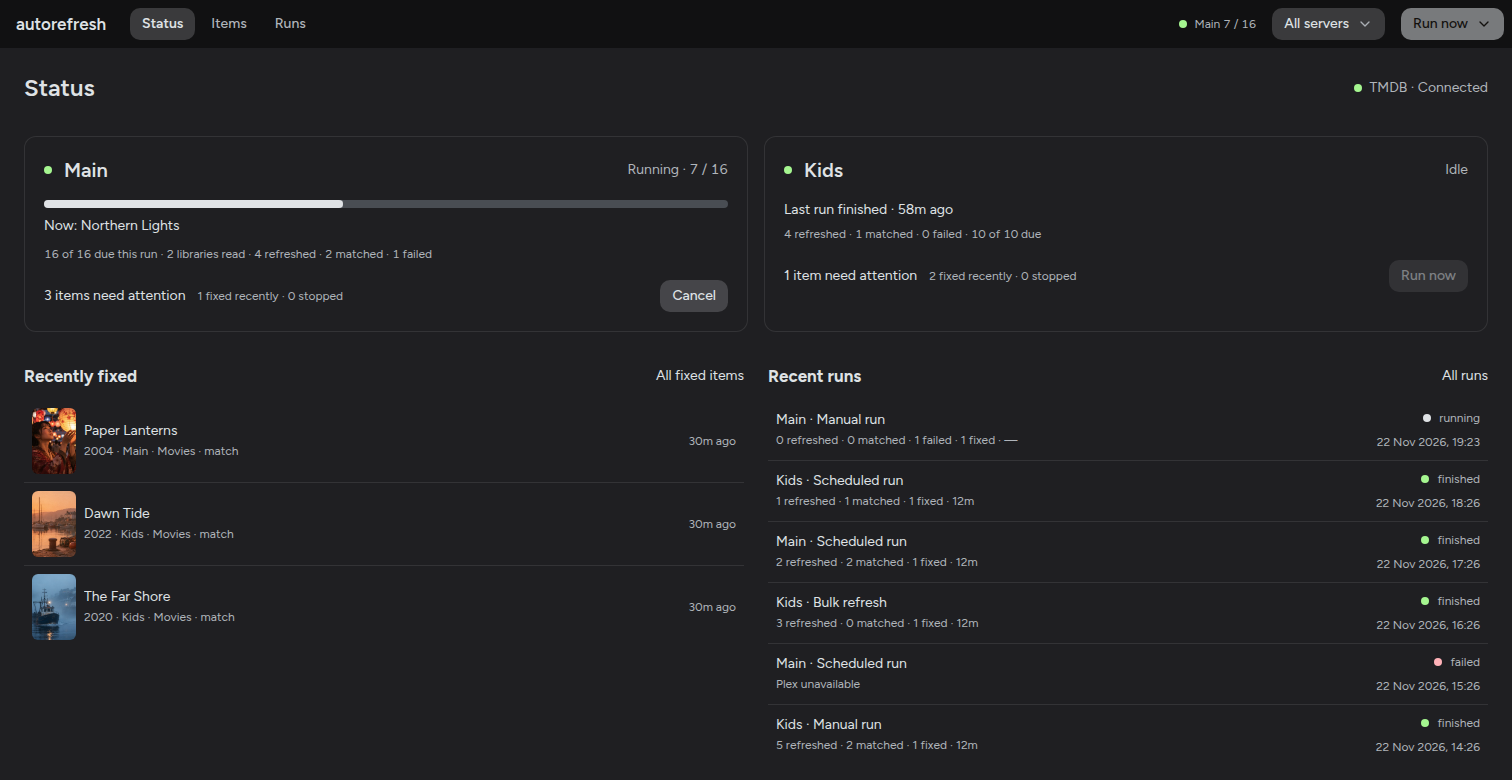 autorefresh Status Items Runs Main 7 / 16 All servers Run now
Status TMDB · Connected
Main Running · 7 / 16
Now: Northern Lights
16 of 16 due this run · 2 libraries read · 4 refreshed · 2 matched · 1 failed
3 items need attention 1 fixed recently · 0 stopped Cancel
Kids Idle
Last run finished · 58m ago
4 refreshed · 1 matched · 0 failed · 10 of 10 due
1 item need attention 2 fixed recently · 0 stopped Run now
Recently fixed All fixed items
Paper Lanterns
2004 · Main · Movies · match 30m ago
Dawn Tide
2022 · Kids · Movies · match 30m ago
The Far Shore
2020 · Kids · Movies · match 30m ago
Recent runs All runs
Main · Manual run running
0 refreshed · 0 matched · 1 failed · 1 fixed · — 22 Nov 2026, 19:23
Kids · Scheduled run finished
1 refreshed · 1 matched · 1 fixed · 12m 22 Nov 2026, 18:26
Main · Scheduled run finished
2 refreshed · 2 matched · 1 fixed · 12m 22 Nov 2026, 17:26
Kids · Bulk refresh finished
3 refreshed · 0 matched · 1 fixed · 12m 22 Nov 2026, 16:26
Main · Scheduled run failed
Plex unavailable 22 Nov 2026, 15:26
Kids · Manual run finished
5 refreshed · 2 matched · 1 fixed · 12m 22 Nov 2026, 14:26